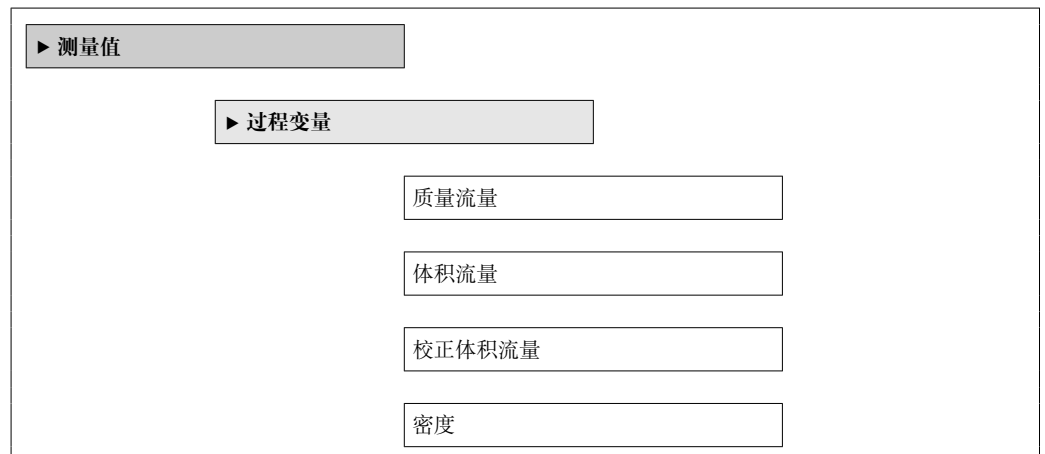 ▶ 测量值
▶ 过程变量
质量流量
体积流量
校正体积流量
密度